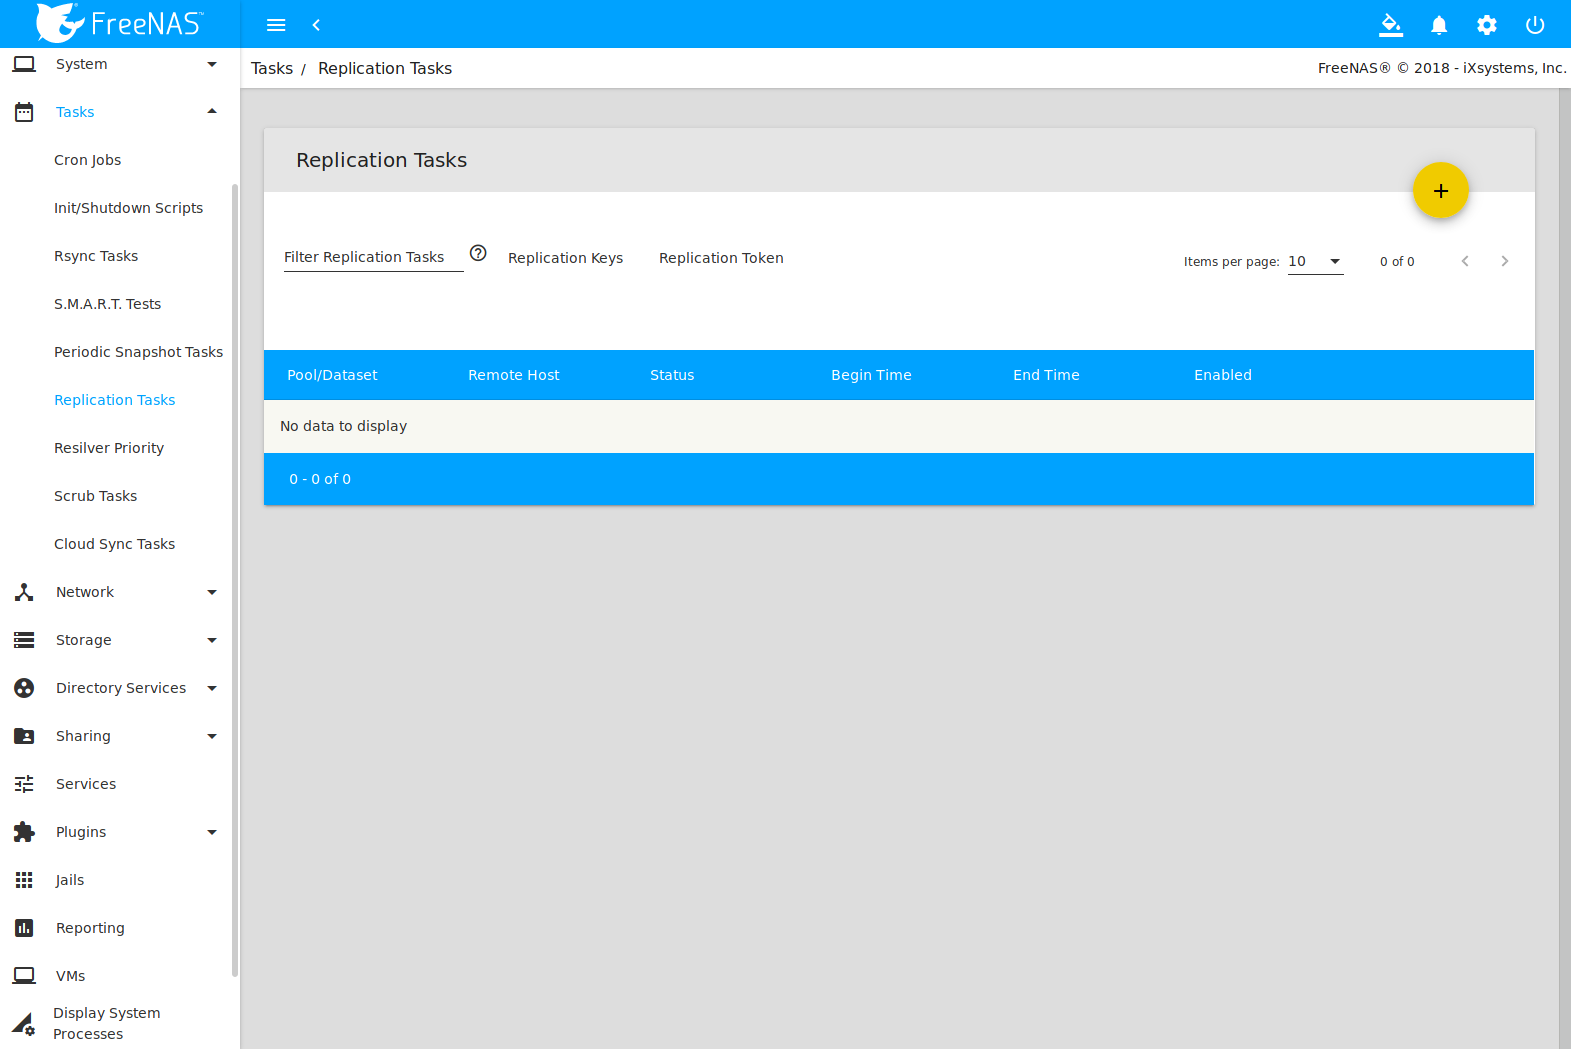 FreeNAS™
System
Tasks
Cron Jobs
Init/Shutdown Scripts
Rsync Tasks
S.M.A.R.T. Tests
Periodic Snapshot Tasks
Replication Tasks
Resilver Priority
Scrub Tasks
Cloud Sync Tasks
Network
Storage
Directory Services
Sharing
Services
Plugins
Jails
Reporting
VMs
Display System
Processes
Tasks / Replication Tasks
FreeNAS® © 2018 - iXsystems, Inc.
Replication Tasks
Filter Replication Tasks Replication Keys Replication Token
Items per page: 10 0 of 0
Pool/Dataset Remote Host Status Begin Time End Time Enabled
No data to display
0 - 0 of 0